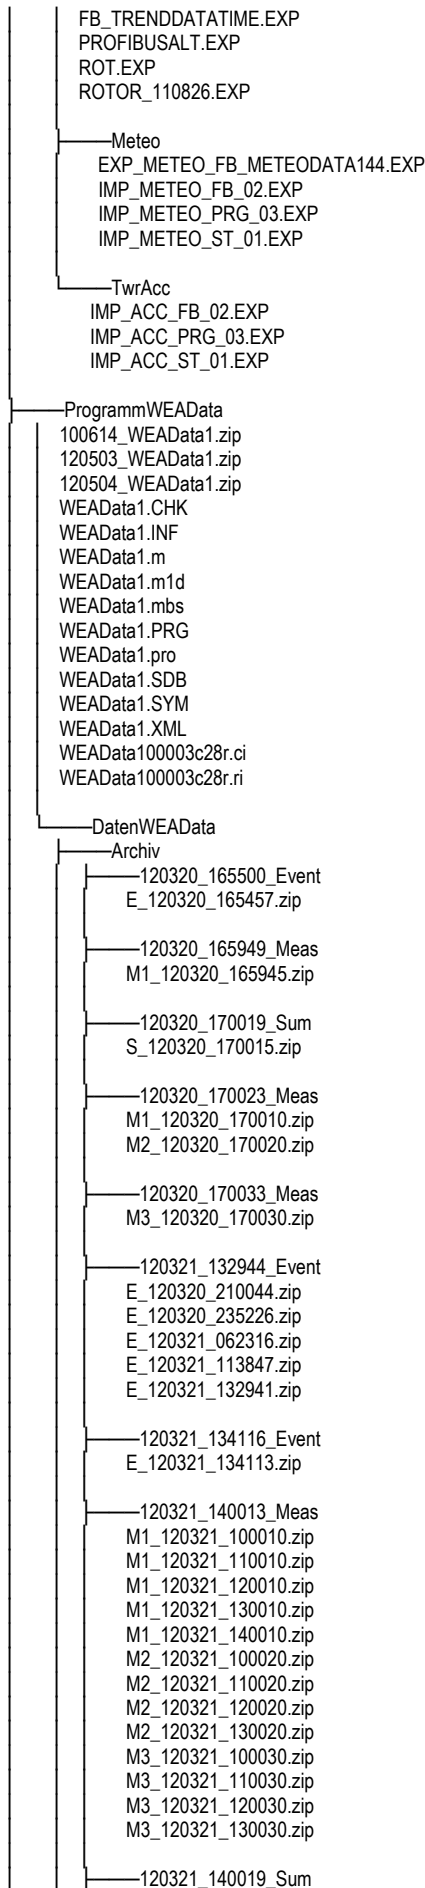 FB_TRENDDATATIME.EXP
PROFIBUSALT.EXP
ROT.EXP
ROTOR_110826.EXP
Meteo
EXP_METEO_FB_METEODATA144.EXP
IMP_METEO_FB_02.EXP
IMP_METEO_PRG_03.EXP
IMP_METEO_ST_01.EXP
TwrAcc
IMP_ACC_FB_02.EXP
IMP_ACC_PRG_03.EXP
IMP_ACC_ST_01.EXP
ProgrammWEAData
100614_WEAData1.zip
120503_WEAData1.zip
120504_WEAData1.zip
WEAData1.CHK
WEAData1.INF
WEAData1.m
WEAData1.m1d
WEAData1.mbs
WEAData1.PRG
WEAData1.pro
WEAData1.SDB
WEAData1.SYM
WEAData1.XML
WEAData100003c28r.ci
WEAData100003c28r.ri
DatenWEAData
Archiv
120320_165500_Event
E_120320_165457.zip
120320_165949_Meas
M1_120320_165945.zip
120320_170019_Sum
S_120320_170015.zip
120320_170023_Meas
M1_120320_170010.zip
M2_120320_170020.zip
120320_170033_Meas
M3_120320_170030.zip
120321_132944_Event
E_120320_210044.zip
E_120320_235226.zip
E_120321_062316.zip
E_120321_113847.zip
E_120321_132941.zip
120321_134116_Event
E_120321_134113.zip
120321_140013_Meas
M1_120321_100010.zip
M1_120321_110010.zip
M1_120321_120010.zip
M1_120321_130010.zip
M1_120321_140010.zip
M2_120321_100020.zip
M2_120321_110020.zip
M2_120321_120020.zip
M2_120321_130020.zip
M3_120321_100030.zip
M3_120321_110030.zip
M3_120321_120030.zip
M3_120321_130030.zip
120321_140019_Sum